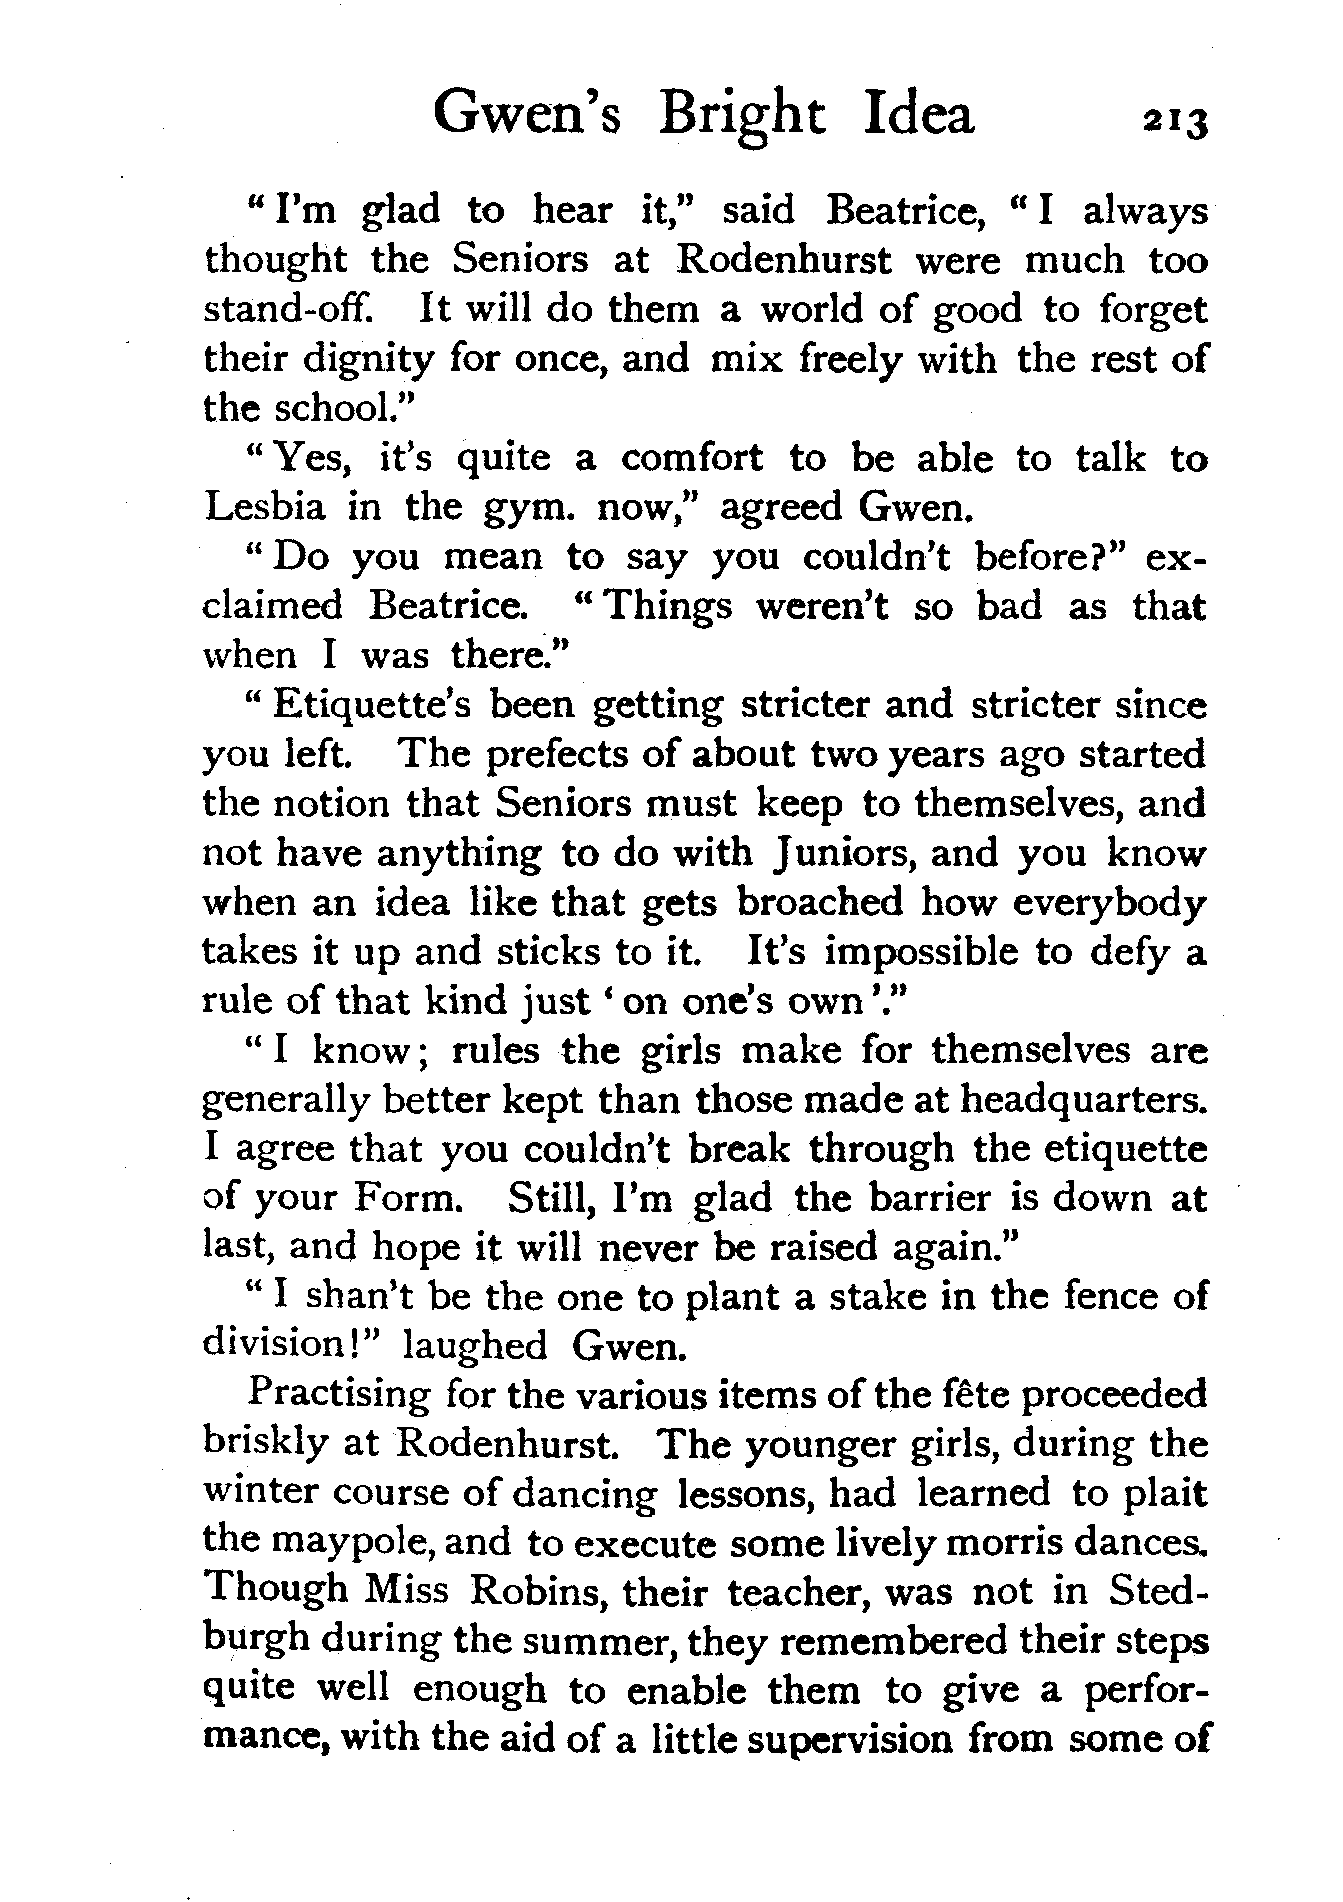 Gwen's Bright Idea 213
"I'm glad to hear it," said Beatrice, "I always
thought the Seniors at Rodenhurst were much too
stand-off. It will do them a world of good to forget
their dignity for once, and mix freely with the rest of
the school."
"Yes, it's quite a comfort to be able to talk to
Lesbia in the gym. now," agreed Gwen.
"Do you mean to say you couldn't before?" ex-
claimed Beatrice. "Things weren't so bad as that
when I was there."
"Etiquette's been getting stricter and stricter since
you left. The prefects of about two years ago started
the notion that Seniors must keep to themselves, and
not have anything to do with Juniors, and you know
when an idea like that gets broached how everybody
takes it up and sticks to it. It's impossible to defy a
rule of that kind just 'on one's own'."
"I know; rules the girls make for themselves are
generally better kept than those made at headquarters.
I agree that you couldn't break through the etiquette
of your Form. Still, I'm glad the barrier is down at
last, and hope it will never be raised again."
"I shan't be the one to plant a stake in the fence of
division!" laughed Gwen.
Practising for the various items of the fête proceeded
briskly at Rodenhurst. The younger girls, during the
winter course of dancing lessons, had learned to plait
the maypole, and to execute some lively morris dances.
Though Miss Robins, their teacher, was not in Sted-
burgh during the summer, they remembered their steps
quite well enough to enable them to give a perfor-
mance, with the aid of a little supervision from some of